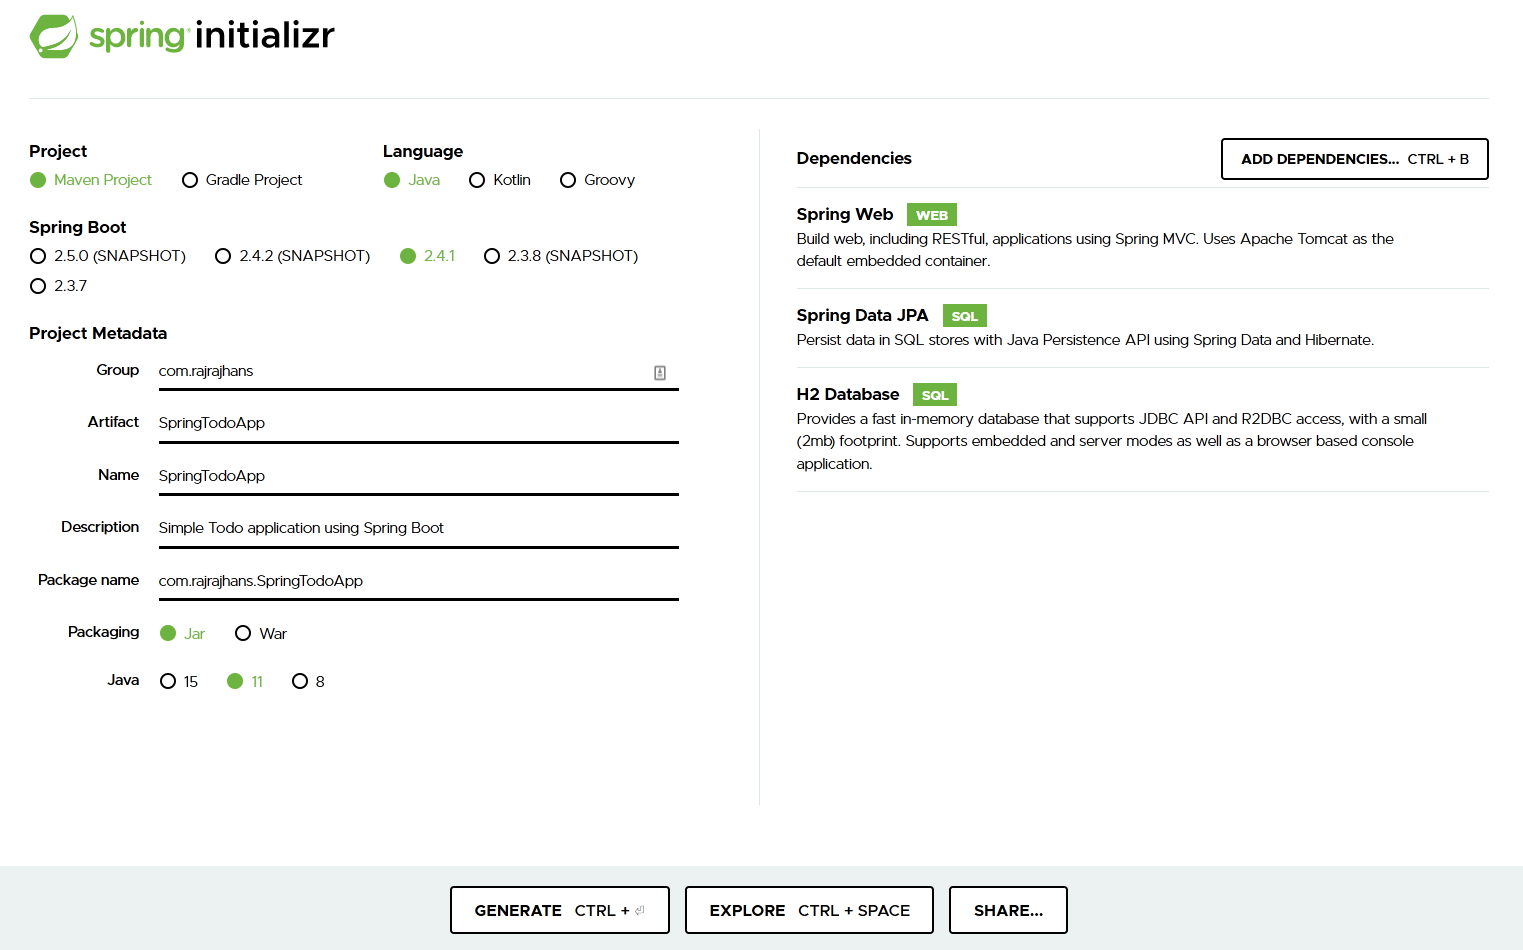 spring initializr
Project
Maven Project Gradle Project
Language
Java Kotlin Groovy
Spring Boot
2.5.0 (SNAPSHOT) 2.4.2 (SNAPSHOT) 2.4.1 2.3.8 (SNAPSHOT)
2.3.7
Project Metadata
Group com.rajrajhans
Artifact SpringTodoApp
Name SpringTodoApp
Description Simple Todo application using Spring Boot
Package name com.rajrajhans.SpringTodoApp
Packaging Jar War
Java 15 11 8
Dependencies ADD DEPENDENCIES... CTRL + B
Spring Web WEB
Build web, including RESTful, applications using Spring MVC. Uses Apache Tomcat as the
default embedded container.
Spring Data JPA SQL
Persist data in SQL stores with Java Persistence API using Spring Data and Hibernate.
H2 Database SQL
Provides a fast in-memory database that supports JDBC API and R2DBC access, with a small
(2mb) footprint. Supports embedded and server modes as well as a browser based console
application.
GENERATE CTRL + ⏎ EXPLORE CTRL + SPACE SHARE...